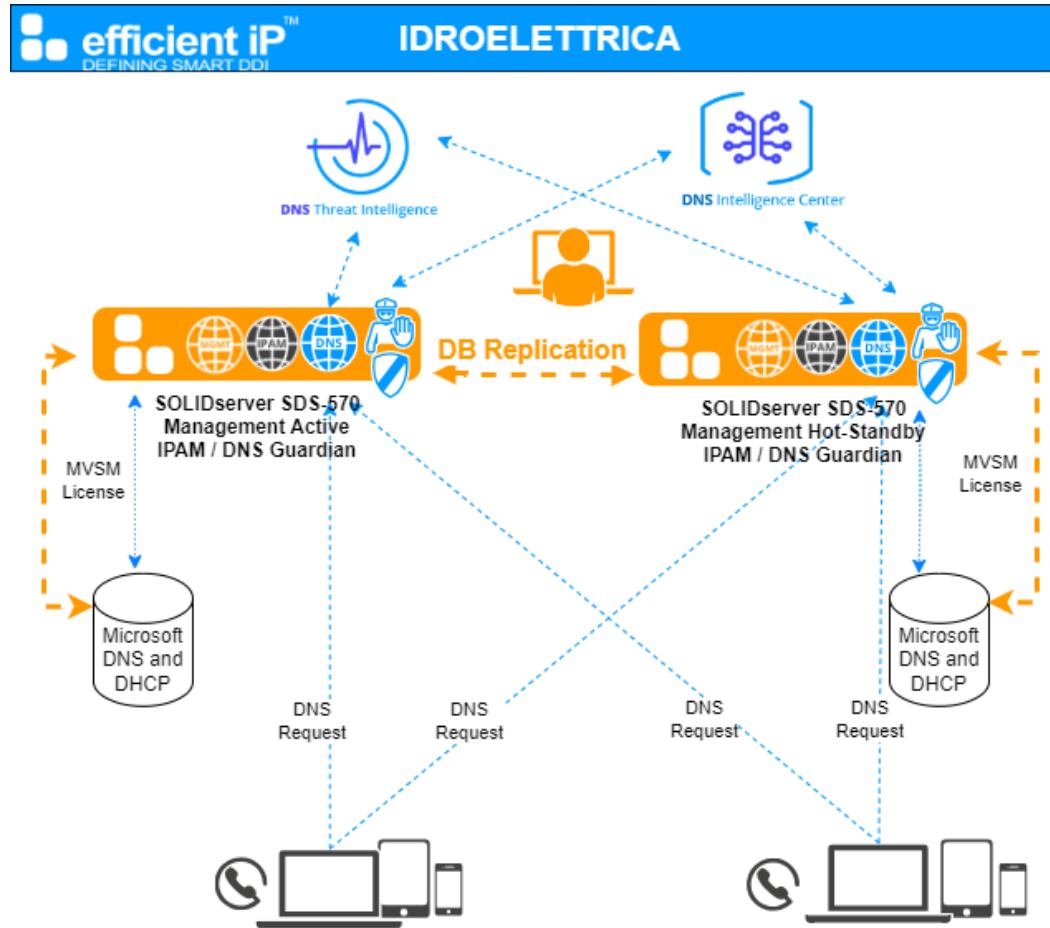 efficient iP™
DEFINING SMART DDI
IDROELETTRICA
DNS Threat Intelligence
DNS Intelligence Center
MGMT
IPAM
DNS
DB Replication
MGMT
IPAM
DNS
SOLIDserver SDS-570
Management Active
IPAM / DNS Guardian
SOLIDserver SDS-570
Management Hot-Standby
IPAM / DNS Guardian
MVSM
License
MVSM
License
Microsoft
DNS and
DHCP
Microsoft
DNS and
DHCP
DNS
Request
DNS
Request
DNS
Request
DNS
Request